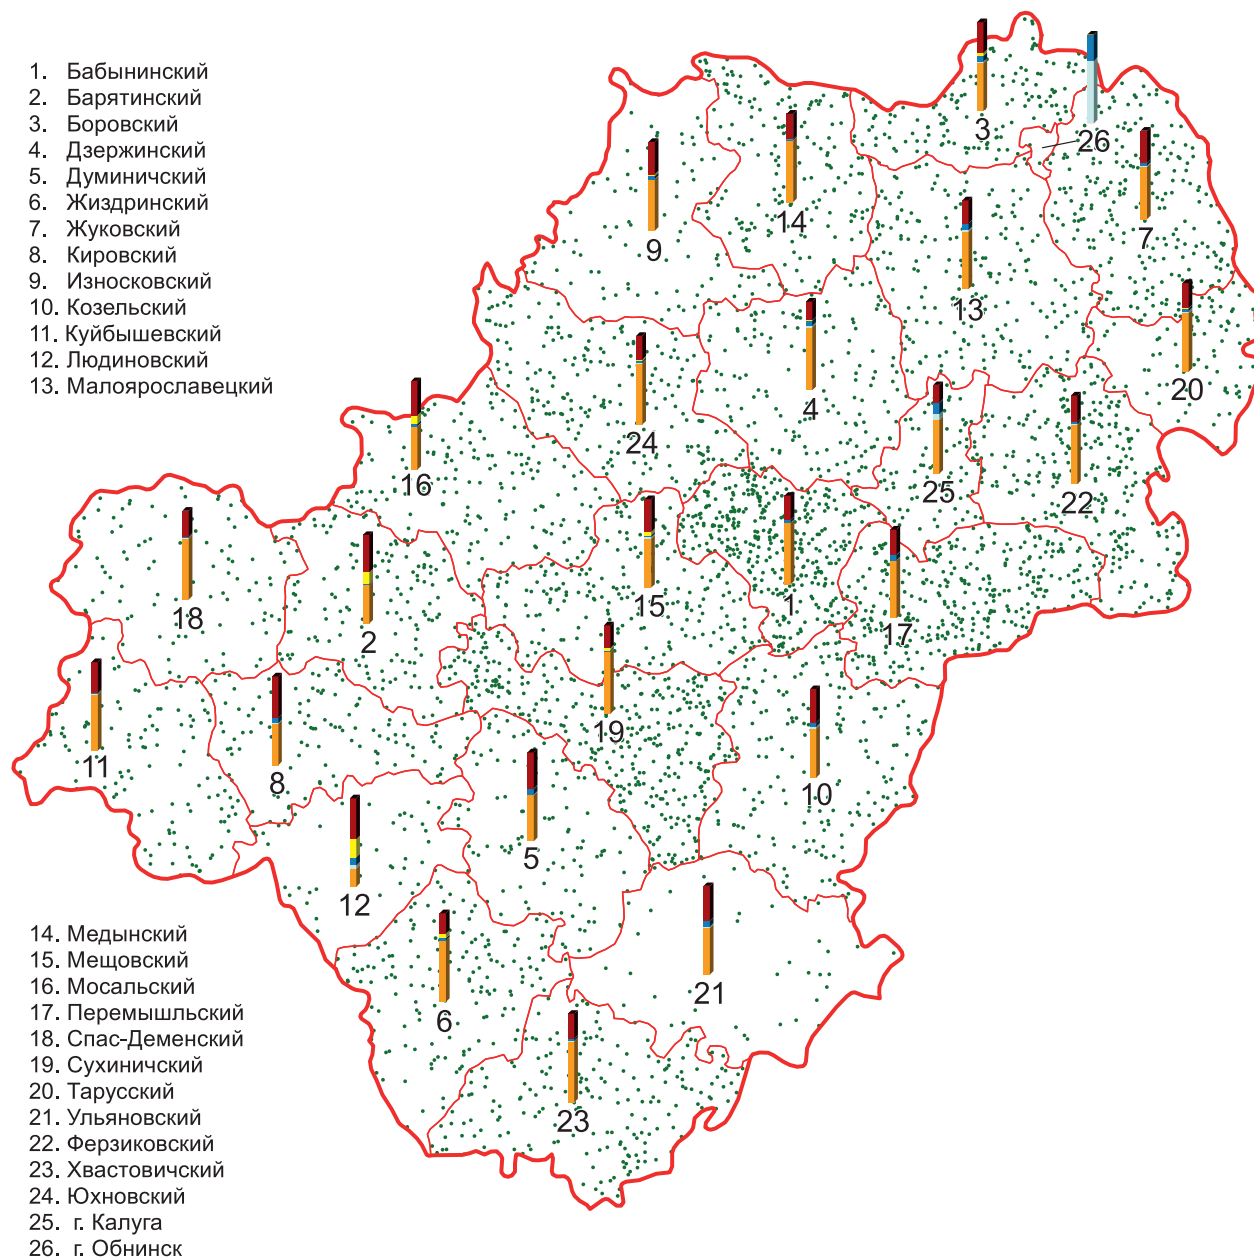 1. Бабынинский
2. Барятинский
3. Боровский
4. Дзержинский
5. Думиничский
6. Жиздринский
7. Жуковский
8. Кировский
9. Износковский
10. Козельский
11. Куйбышевский
12. Людиновский
13. Малоярославецкий
3
26
14
9
7
13
4
20
24
16
25
22
15
1
18
2
17
19
11
8
10
5
12
21
6
23
14. Медынский
15. Мещовский
16. Мосальский
17. Перемышльский
18. Спас-Деменский
19. Сухиничский
20. Тарусский
21. Ульяновский
22. Ферзиковский
23. Хвастовичский
24. Юхновский
25. г. Калуга
26. г. Обнинск